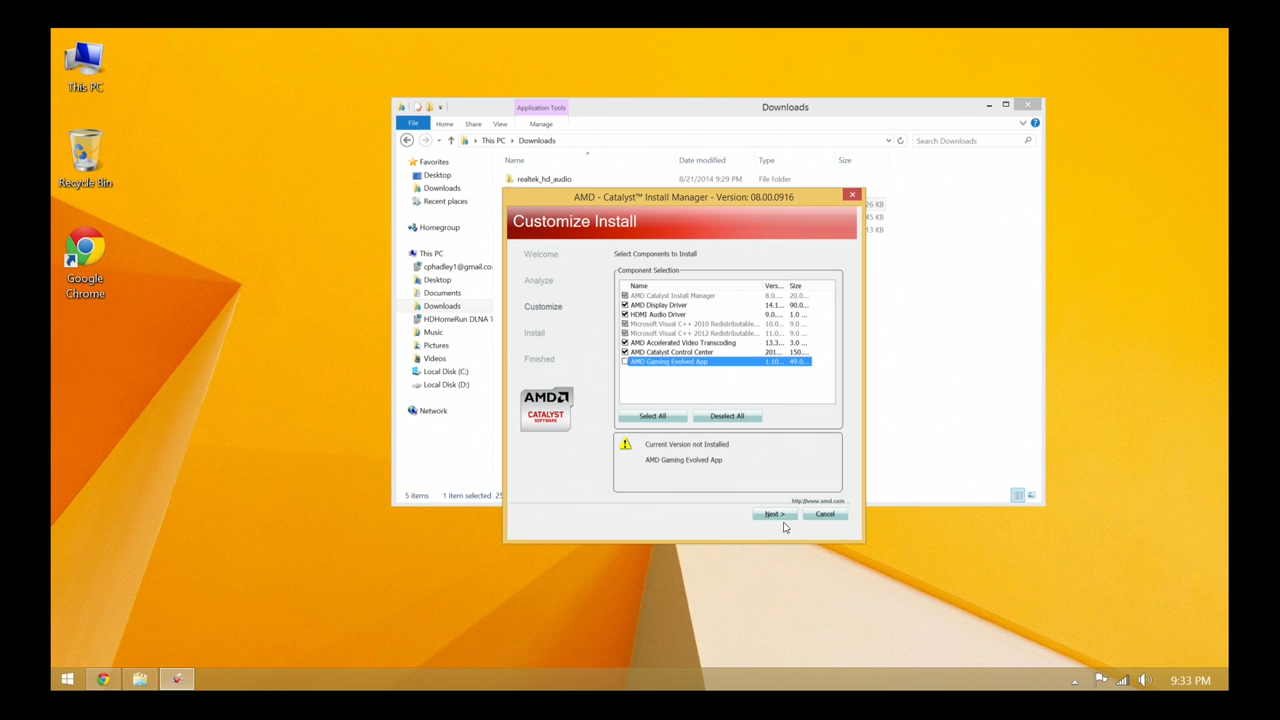 This PC
Recycle Bin
Google
Chrome
Application Tools
Downloads
File
Home
Share
View
Manage
This PC
Downloads
Search Downloads
Favorites
Desktop
Downloads
Recent places
Homegroup
This PC
cphadley1@gmail.co
Desktop
Documents
Downloads
HDHomeRun DLNA
Music
Pictures
Videos
Local Disk (C:)
Local Disk (D:)
Network
Name
Date modified
Type
Size
realtek_hd_audio
8/21/2014 9:29 PM
File folder
26 KB
45 KB
13 KB
5 items
1 item selected
AMD - Catalyst™ Install Manager - Version: 08.00.0916
Customize Install
Welcome
Analyze
Customize
Install
Finished
AMD
CATALYST
SOFTWARE
Select Components to Install
Component Selection
Name Vers... Size
AMD Catalyst Install Manager 8.0.... 20.0...
AMD Display Driver 14.1... 90.0...
HDMI Audio Driver 9.0.... 1.0 ...
Microsoft Visual C++ 2010 Redistributable... 10.0... 9.0 ...
Microsoft Visual C++ 2012 Redistributable... 11.0... 9.0 ...
AMD Accelerated Video Transcoding 13.3... 3.0 ...
AMD Catalyst Control Center 201... 150....
AMD Gaming Evolved App 1.10... 49.0...
Select All
Deselect All
Current Version not Installed
AMD Gaming Evolved App
http://www.amd.com
Next >
Cancel
9:33 PM